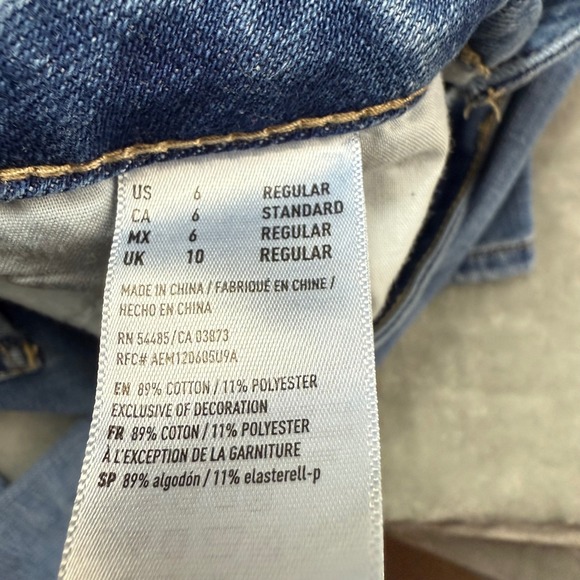 US 6 REGULAR
CA 6 STANDARD
MX 6 REGULAR
UK 10 REGULAR
MADE IN CHINA / FABRIQUÉ EN CHINE /
HECHO EN CHINA
RN 54485/CA 03873
RFC# AEM120605U9A
EN 89% COTTON / 11% POLYESTER
EXCLUSIVE OF DECORATION
FR 89% COTON / 11% POLYESTER
À L'EXCEPTION DE LA GARNITURE
SP 89% algodón / 11% elasterell-p